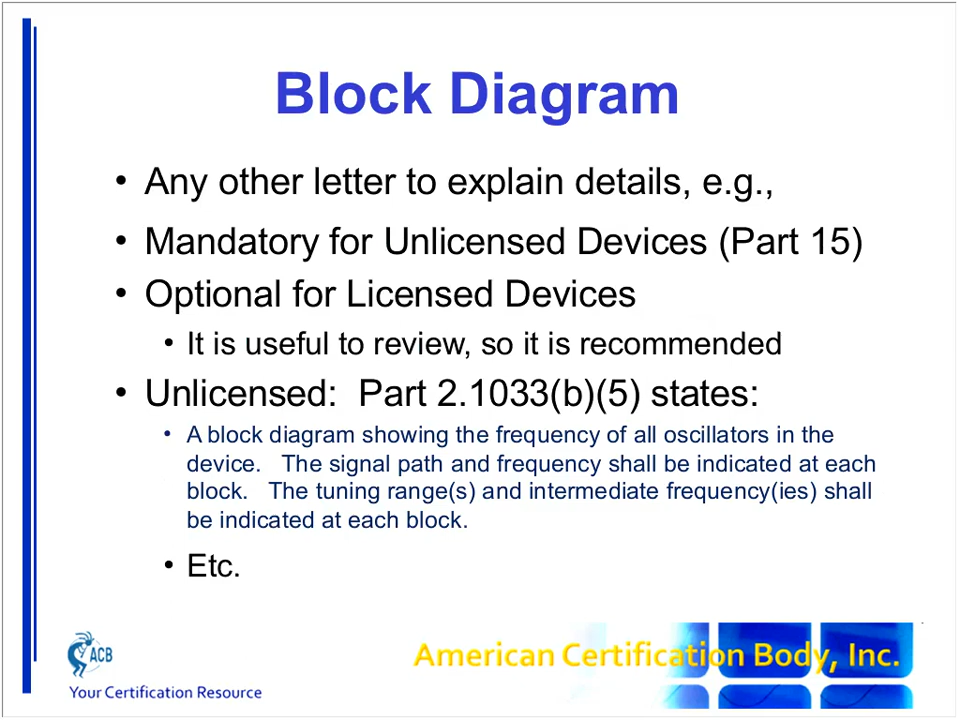 Block Diagram
• Any other letter to explain details, e.g.,
• Mandatory for Unlicensed Devices (Part 15)
• Optional for Licensed Devices
• It is useful to review, so it is recommended
• Unlicensed:  Part 2.1033(b)(5) states:
• A block diagram showing the frequency of all oscillators in the
device.   The signal path and frequency shall be indicated at each
block.   The tuning range(s) and intermediate frequency(ies) shall
be indicated at each block.
• Etc.
ACB
American Certification Body, Inc.
Your Certification Resource